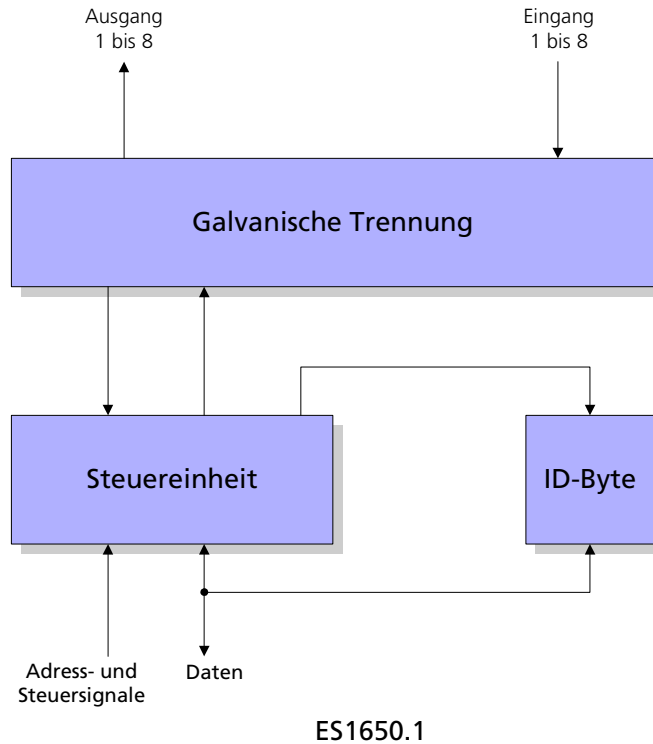 Ausgang
1 bis 8
Eingang
1 bis 8
Galvanische Trennung
Steuereinheit
ID-Byte
Adress- und
Steuersignale
Daten
ES1650.1